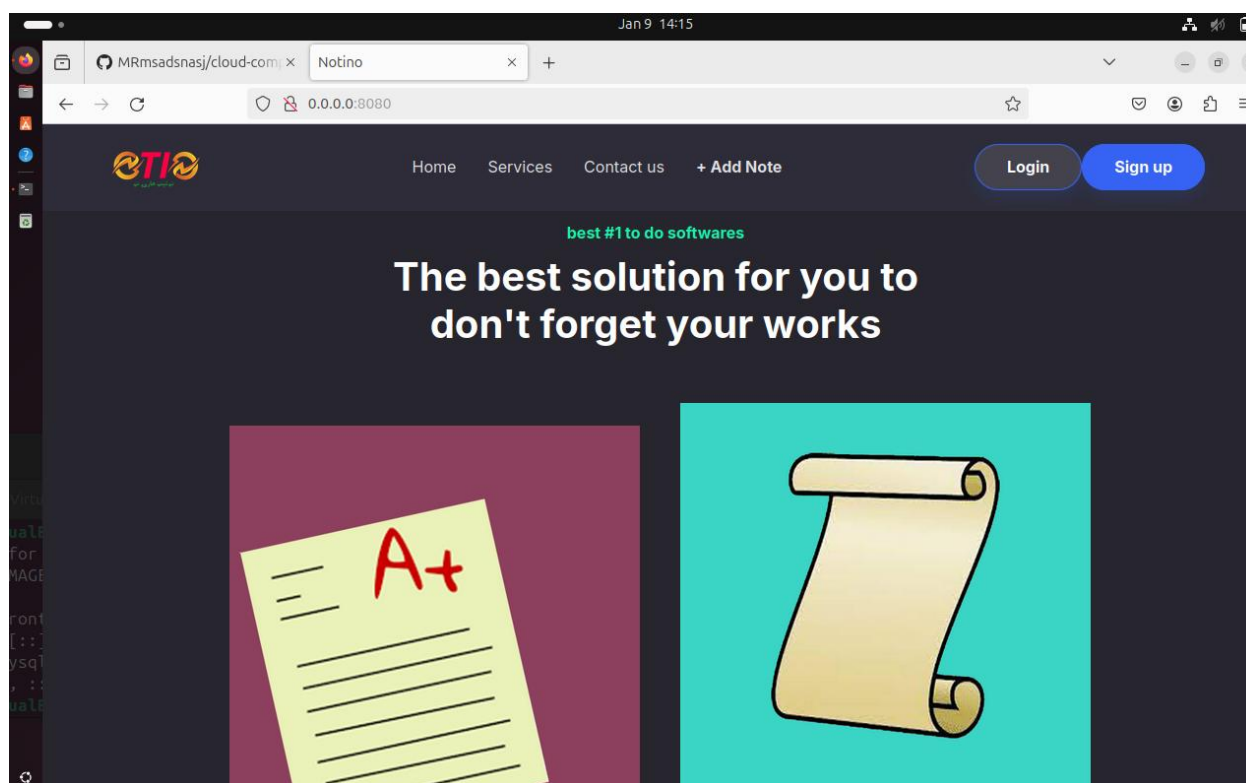 Jan 9 14:15
MRmsadsnasj/cloud-com
Notino
0.0.0.0:8080
Home Services Contact us + Add Note
Login Sign up
best #1 to do softwares
The best solution for you to
don't forget your works
A+